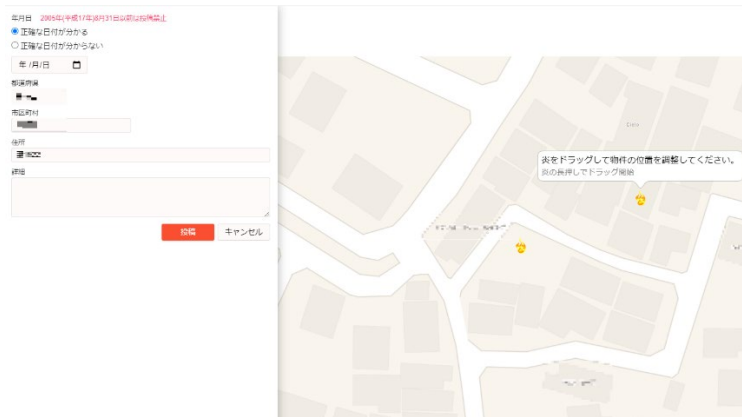 年月日 2005年(平成17年)8月31日以前は投稿禁止
正確な日付が分かる
正確な日付が分からない
年 /月/日
都道府県
市区町村
住所
詳細
投稿 キャンセル
炎をドラッグして物件の位置を調整してください。
炎の長押しでドラッグ開始